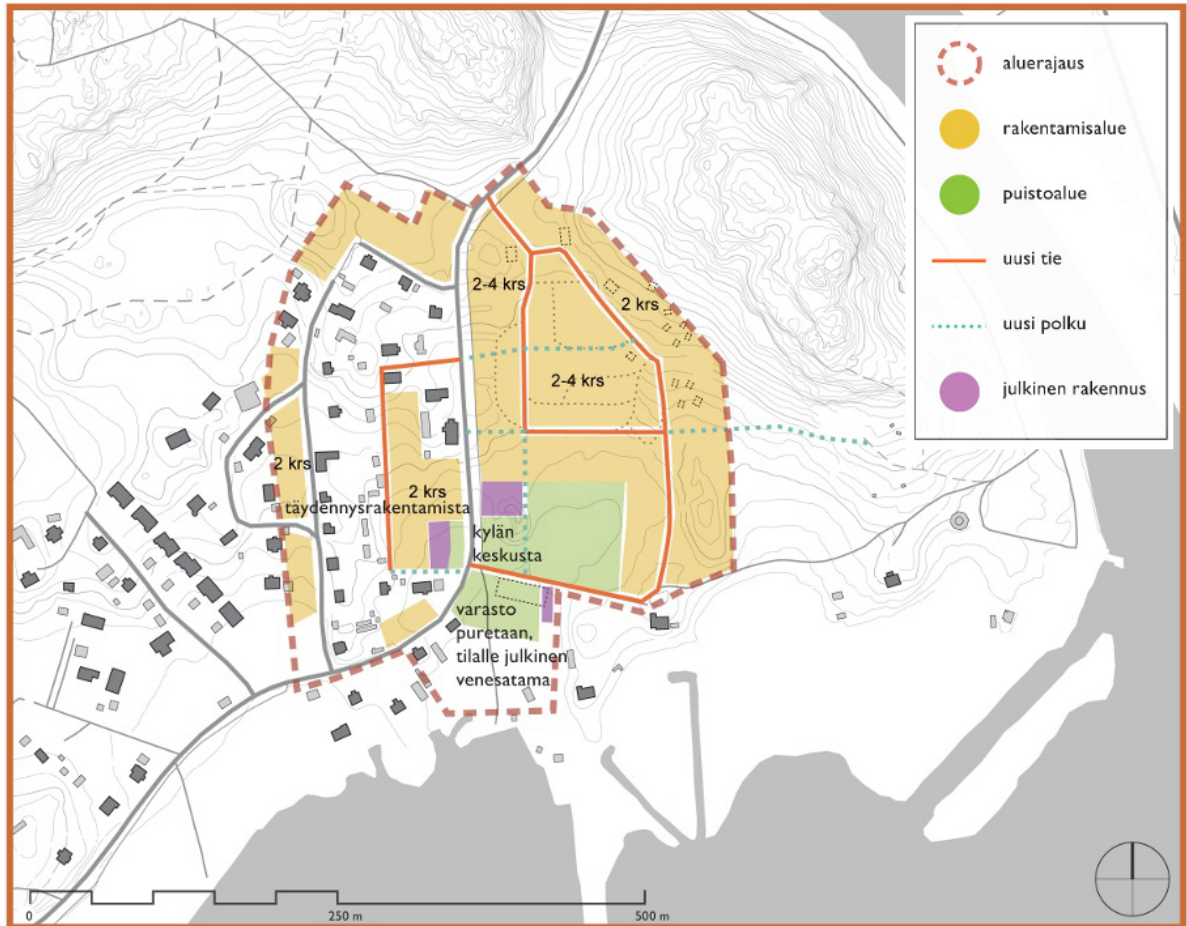 aluerajaus
rakentamisalue
puistoalue
uusi tie
uusi polku
julkinen rakennus
2-4 krs
2 krs
2-4 krs
2 krs
täydennysrakentamista
2 krs
kylän
keskusta
varasto
puretaan,
tilalle julkinen
venesatama
0
250 m
500 m